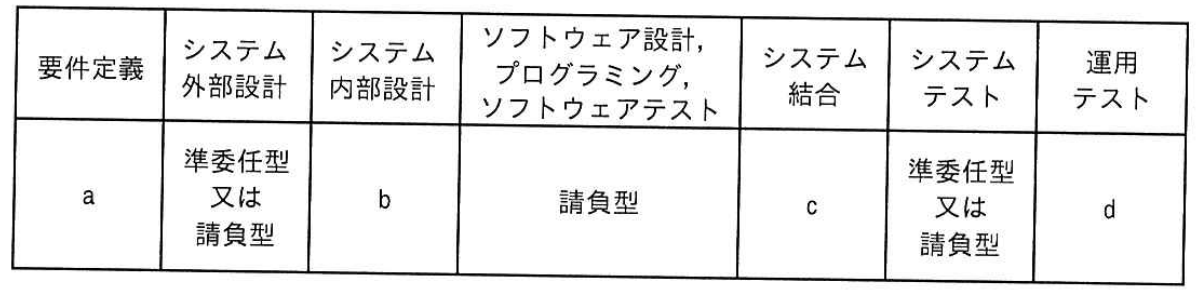 要件定義
システム
外部設計
システム
内部設計
ソフトウェア設計,
プログラミング,
ソフトウェアテスト
システム
結合
システム
テスト
運用
テスト
a
準委任型
又は
請負型
b
請負型
c
準委任型
又は
請負型
d